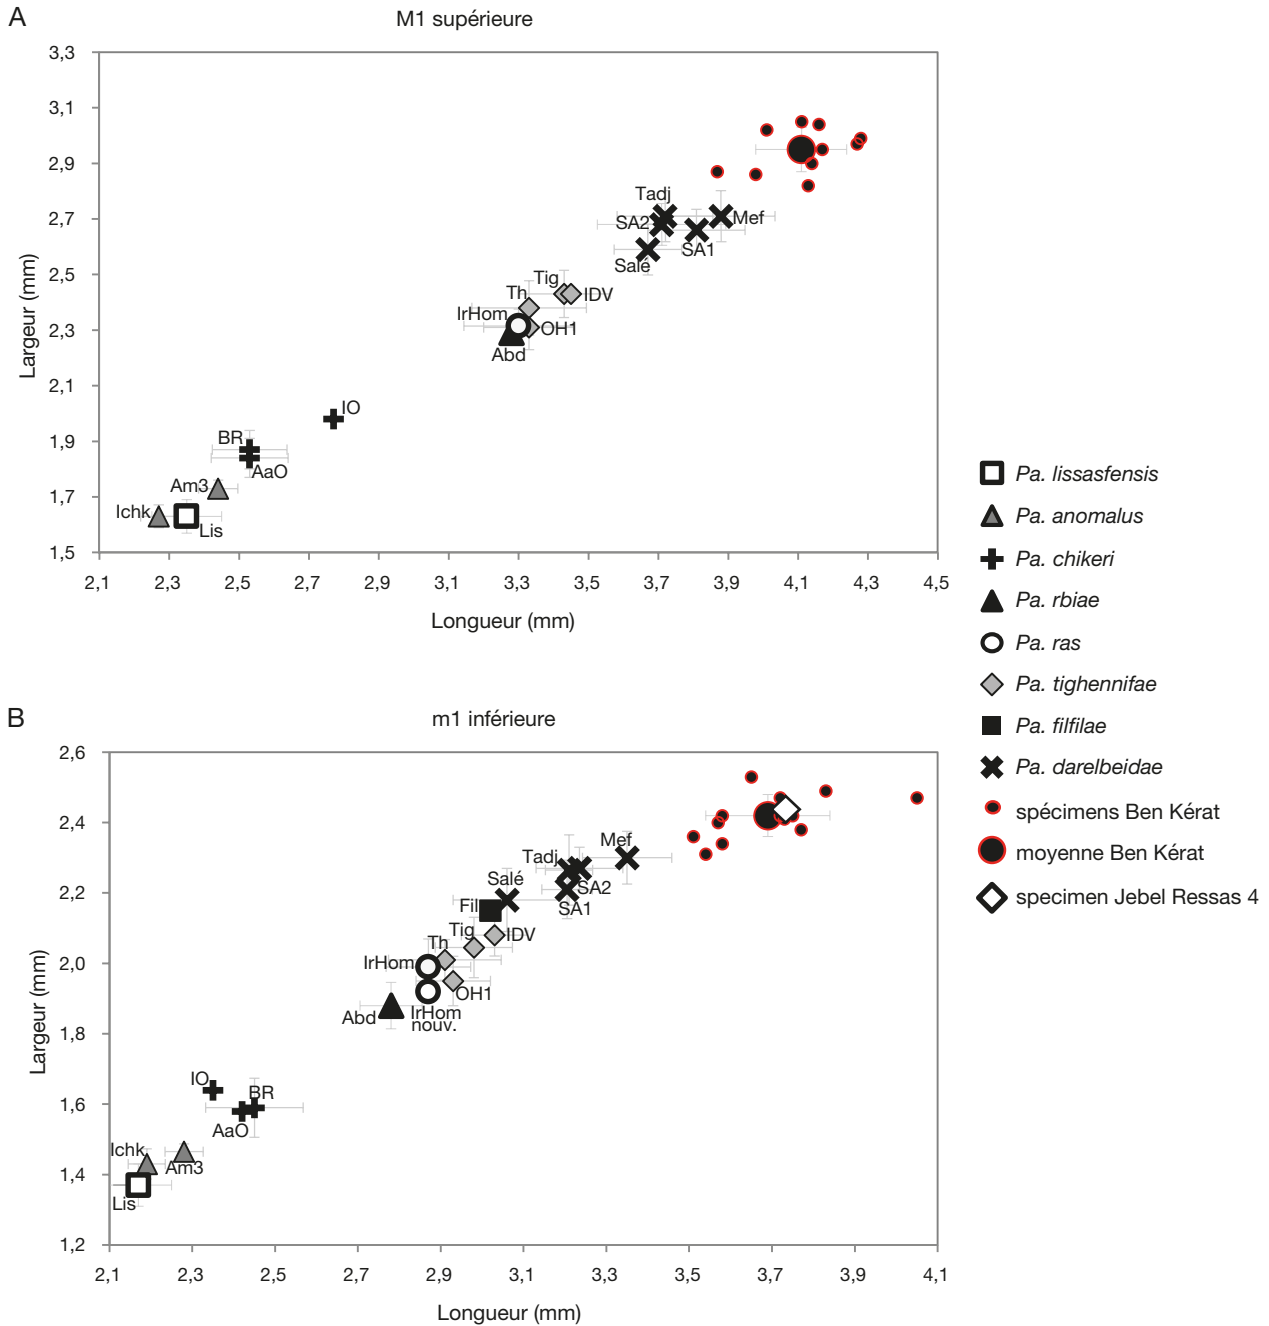 A
M1 supérieure
3,3
3,1
2,9
2,7
2,5
2,3
2,1
1,9
1,7
1,5
Largeur (mm)
Tadj
SA2
Mef
SA1
Salé
Tig
IDV
Th
IrHom
OH1
Abd
IO
BR
AaO
Am3
Ichk
Lis
2,1 2,3 2,5 2,7 2,9 3,1 3,3 3,5 3,7 3,9 4,1 4,3 4,5
Longueur (mm)
Pa. lissasfensis
Pa. anomalus
Pa. chikeri
Pa. rbiae
Pa. ras
Pa. tighennifae
Pa. filfilae
Pa. darelbeidae
spécimens Ben Kérat
moyenne Ben Kérat
specimen Jebel Ressas 4
B
m1 inférieure
2,6
2,4
2,2
2,0
1,8
1,6
1,4
1,2
Largeur (mm)
Mef
Tadj
SA2
Salé
SA1
Fil
Tig
IDV
Th
IrHom
OH1
IrHom
nouv.
Abd
IO
BR
AaO
Ichk
Am3
Lis
2,1 2,3 2,5 2,7 2,9 3,1 3,3 3,5 3,7 3,9 4,1
Longueur (mm)